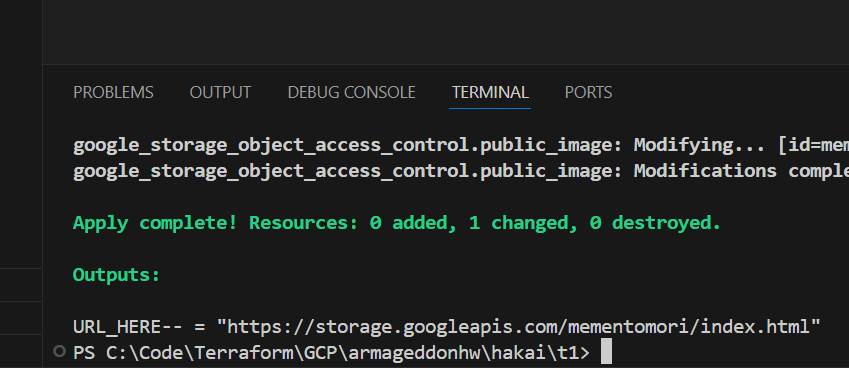 PROBLEMS OUTPUT DEBUG CONSOLE TERMINAL PORTS
google_storage_object_access_control.public_image: Modifying... [id=mem
google_storage_object_access_control.public_image: Modifications comple
Apply complete! Resources: 0 added, 1 changed, 0 destroyed.
Outputs:
URL_HERE-- = "https://storage.googleapis.com/mementomori/index.html"
PS C:\Code\Terraform\GCP\armageddonhw\hakai\t1>